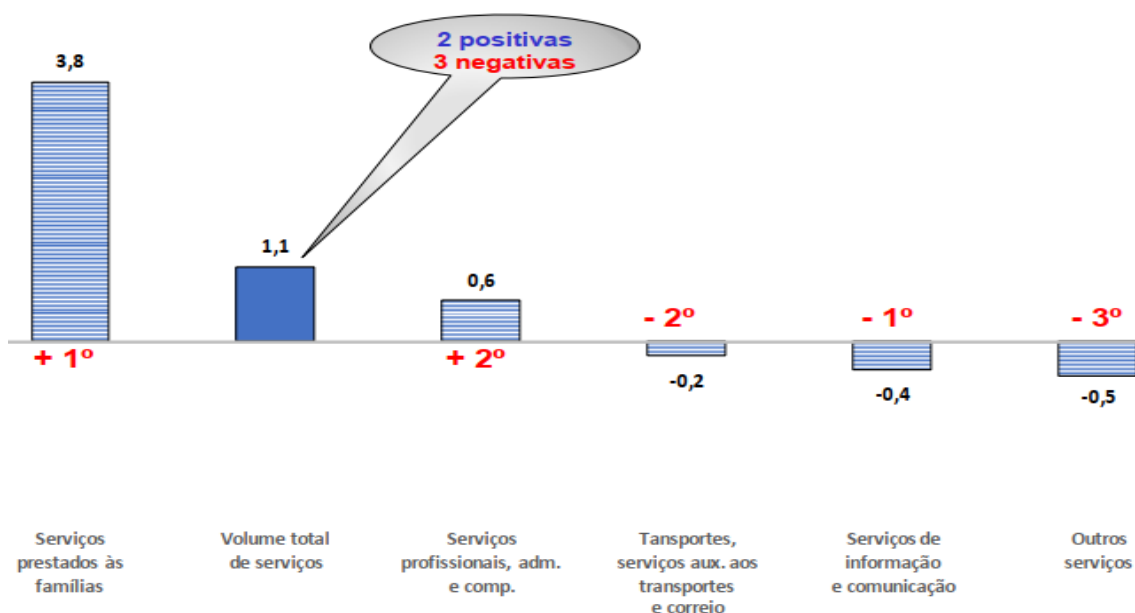 2 positivas
3 negativas
3,8
1,1
0,6
- 2º
- 1º
- 3º
+ 1º
+ 2º
-0,2
-0,4
-0,5
Serviços
prestados às
famílias
Volume total
de serviços
Serviços
profissionais, adm.
e comp.
Tansportes,
serviços aux. aos
transportes
e correio
Serviços de
informação
e comunicação
Outros
serviços